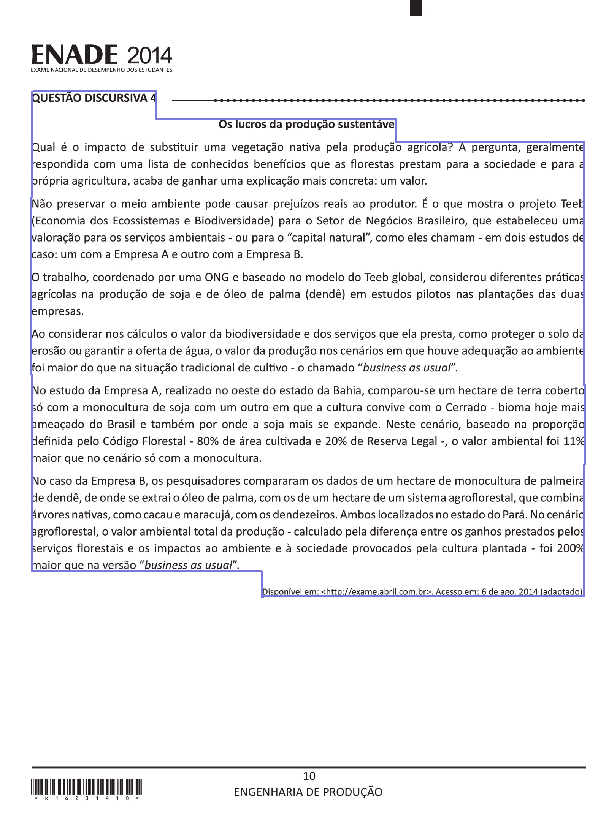 ENADE 2014
EXAME NACIONAL DE DESEMPENHO DOS ESTUDANTES
QUESTÃO DISCURSIVA 4
Os lucros da produção sustentáve
Qual é o impacto de substituir uma vegetação nativa pela produção agrícola? A pergunta, geralmente
respondida com uma lista de conhecidos benefícios que as florestas prestam para a sociedade e para a
própria agricultura, acaba de ganhar uma explicação mais concreta: um valor.
Não preservar o meio ambiente pode causar prejuízos reais ao produtor. É o que mostra o projeto Teeb
(Economia dos Ecossistemas e Biodiversidade) para o Setor de Negócios Brasileiro, que estabeleceu uma
valoração para os serviços ambientais - ou para o “capital natural”, como eles chamam - em dois estudos de
caso: um com a Empresa A e outro com a Empresa B.
O trabalho, coordenado por uma ONG e baseado no modelo do Teeb global, considerou diferentes práticas
agrícolas na produção de soja e de óleo de palma (dendê) em estudos pilotos nas plantações das duas
empresas.
Ao considerar nos cálculos o valor da biodiversidade e dos serviços que ela presta, como proteger o solo da
erosão ou garantir a oferta de água, o valor da produção nos cenários em que houve adequação ao ambiente
foi maior do que na situação tradicional de cultivo - o chamado “business as usual”.
No estudo da Empresa A, realizado no oeste do estado da Bahia, comparou-se um hectare de terra coberto
só com a monocultura de soja com um outro em que a cultura convive com o Cerrado - bioma hoje mais
ameaçado do Brasil e também por onde a soja mais se expande. Neste cenário, baseado na proporção
definida pelo Código Florestal - 80% de área cultivada e 20% de Reserva Legal -, o valor ambiental foi 11%
maior que no cenário só com a monocultura.
No caso da Empresa B, os pesquisadores compararam os dados de um hectare de monocultura de palmeira
de dendê, de onde se extrai o óleo de palma, com os de um hectare de um sistema agroflorestal, que combina
árvores nativas, como cacau e maracujá, com os dendezeiros. Ambos localizados no estado do Pará. No cenário
agroflorestal, o valor ambiental total da produção - calculado pela diferença entre os ganhos prestados pelos
serviços florestais e os impactos ao ambiente e à sociedade provocados pela cultura plantada - foi 200%
maior que na versão “business as usual”.
Disponível em: <http://exame.abril.com.br>. Acesso em: 6 de ago. 2014 (adaptado).
10
ENGENHARIA DE PRODUÇÃO